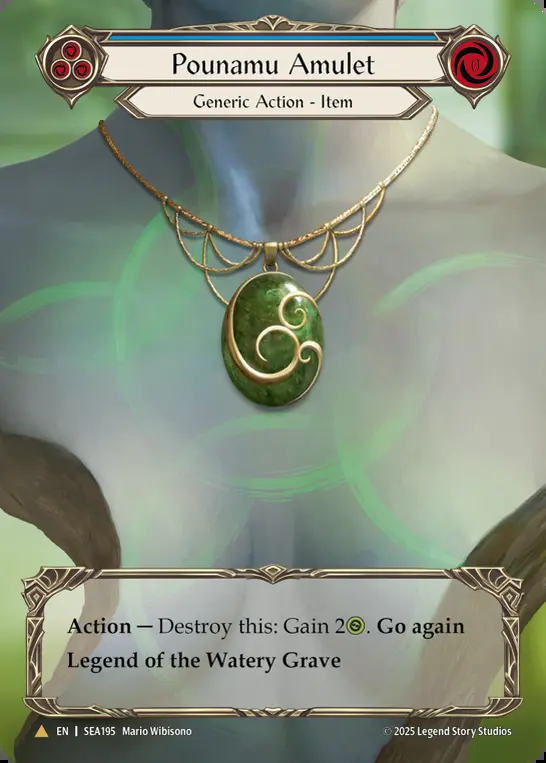 Pounamu Amulet
0
Generic Action - Item
Action — Destroy this: Gain 2. Go again
Legend of the Watery Grave
EN | SEA195 Mario Wibisono
© 2025 Legend Story Studios